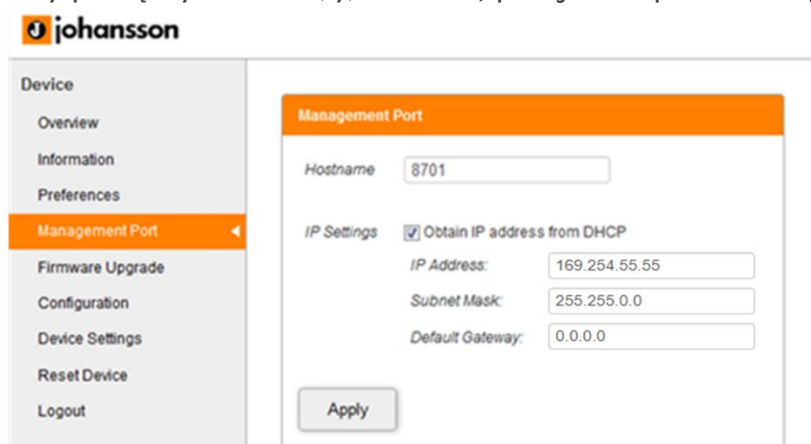 johansson
Device
Overview
Information
Preferences
Management Port
Firmware Upgrade
Configuration
Device Settings
Reset Device
Logout
Management Port
Hostname 8701
IP Settings Obtain IP address from DHCP
IP Address: 169.254.55.55
Subnet Mask: 255.255.0.0
Default Gateway: 0.0.0.0
Apply